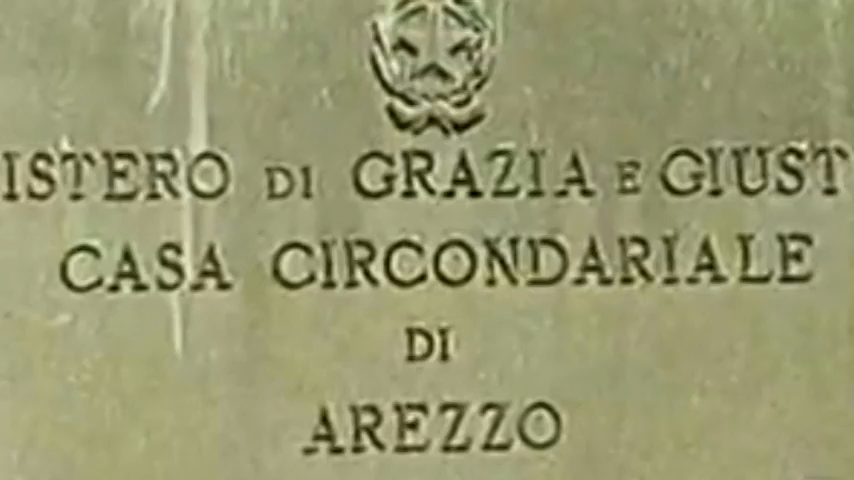 ISTERO DI GRAZIA E GIUST
CASA CIRCONDARIALE
DI
AREZZO